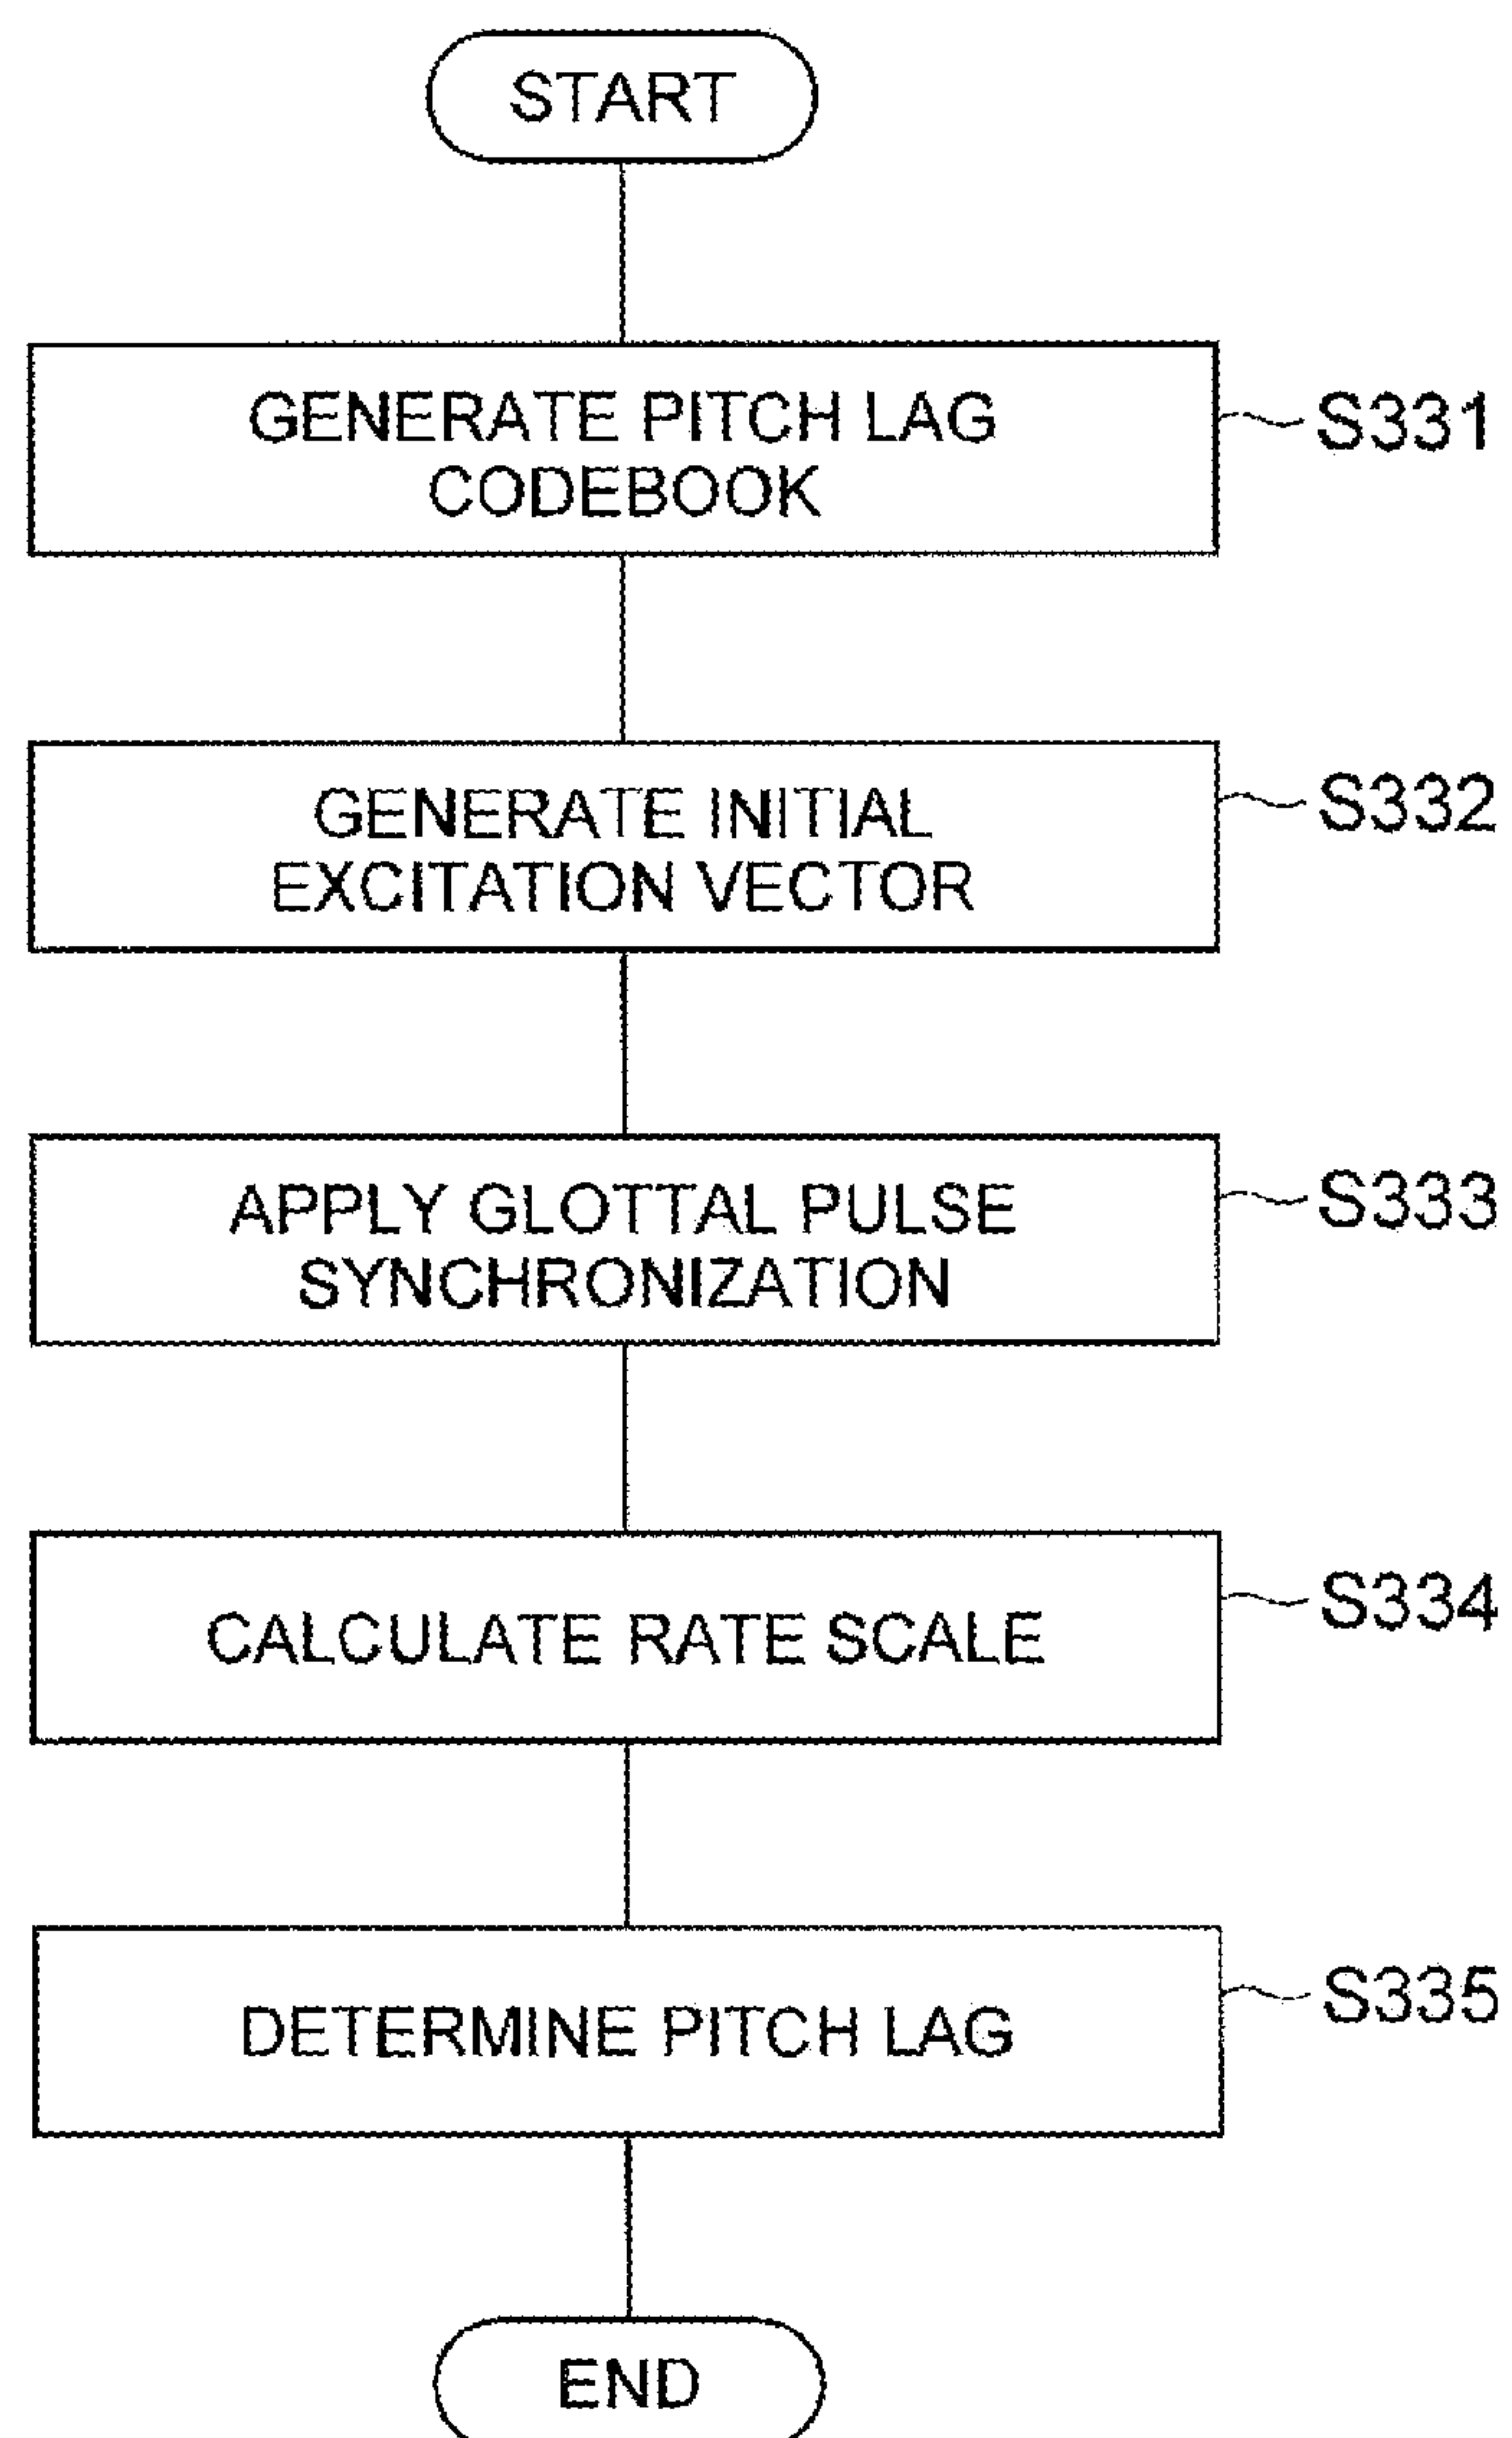 START
GENERATE PITCH LAG
CODEBOOK
S331
GENERATE INITIAL
EXCITATION VECTOR
S332
APPLY GLOTTAL PULSE
SYNCHRONIZATION
S333
CALCULATE RATE SCALE
S334
DETERMINE PITCH LAG
S335
END